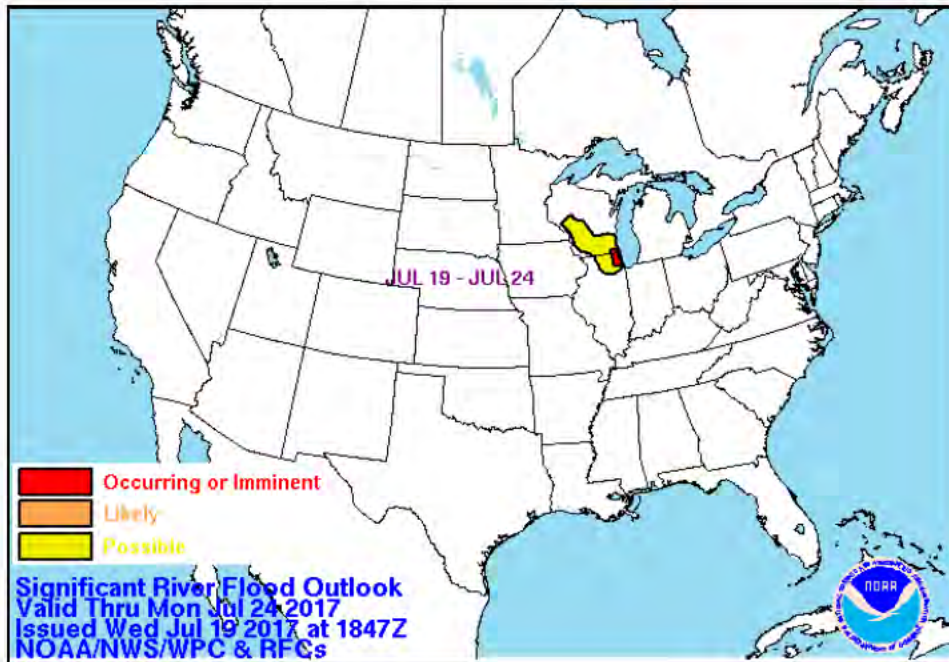 JUL 19 - JUL 24
Occurring or Imminent
Likely
Possible
Significant River Flood Outlook
Valid Thru Mon Jul 24 2017
Issued Wed Jul 19 2017 at 1847Z
NOAA/NWS/WPC & RFCs
NOAA